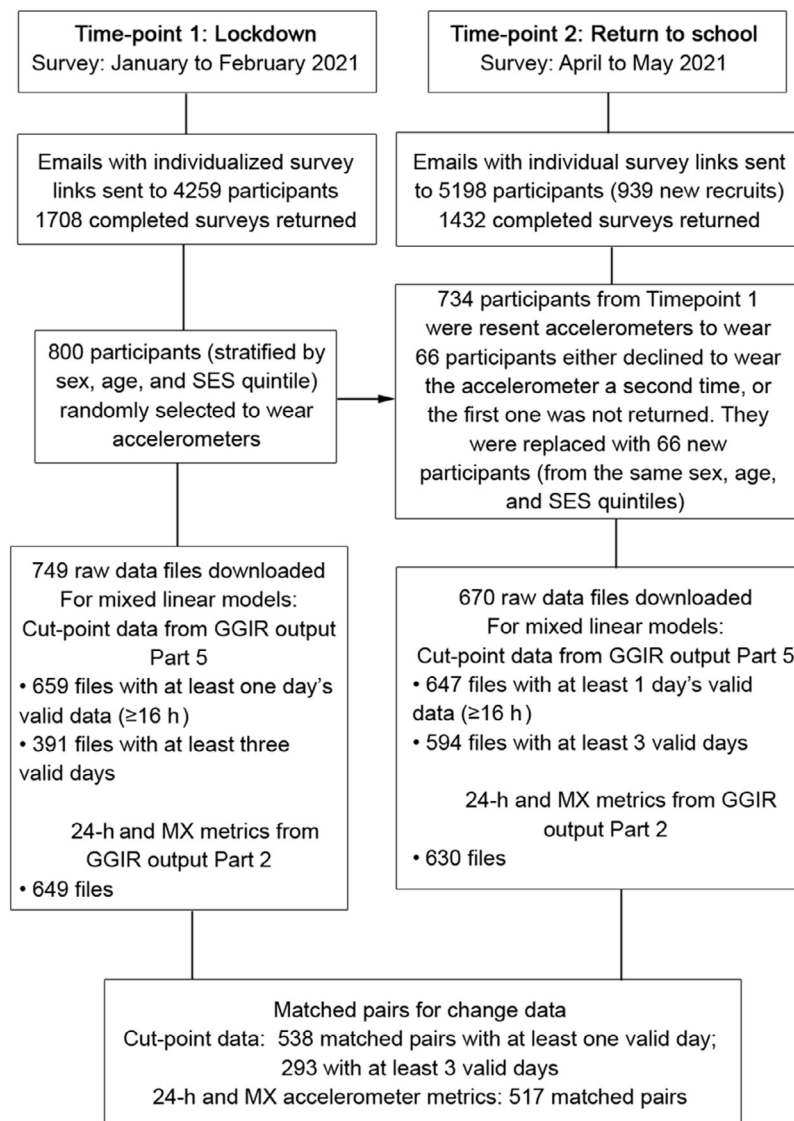 Time-point 1: Lockdown
Survey: January to February 2021
Time-point 2: Return to school
Survey: April to May 2021
Emails with individualized survey
links sent to 4259 participants
1708 completed surveys returned
Emails with individual survey links sent
to 5198 participants (939 new recruits)
1432 completed surveys returned
800 participants (stratified by
sex, age, and SES quintile)
randomly selected to wear
accelerometers
734 participants from Timepoint 1
were resent accelerometers to wear
66 participants either declined to wear
the accelerometer a second time, or
the first one was not returned. They
were replaced with 66 new
participants (from the same sex, age,
and SES quintiles)
749 raw data files downloaded
For mixed linear models:
Cut-point data from GGIR output
Part 5
• 659 files with at least one day's
valid data (≥16 h)
• 391 files with at least three
valid days
24-h and MX metrics from
GGIR output Part 2
• 649 files
670 raw data files downloaded
For mixed linear models:
Cut-point data from GGIR output Part 5
• 647 files with at least 1 day's valid
data (≥16 h)
• 594 files with at least 3 valid days
24-h and MX metrics from GGIR
output Part 2
• 630 files
Matched pairs for change data
Cut-point data: 538 matched pairs with at least one valid day;
293 with at least 3 valid days
24-h and MX accelerometer metrics: 517 matched pairs